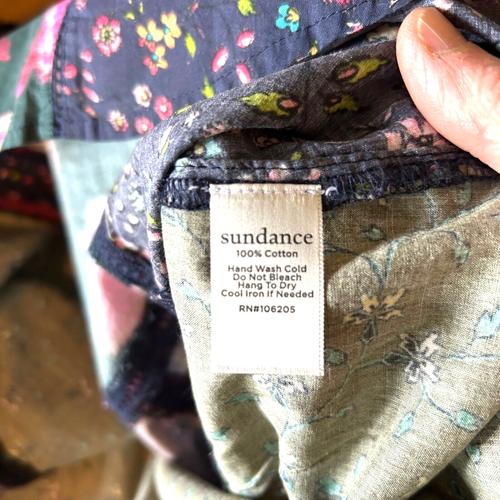 sundance
100% Cotton
Hand Wash Cold
Do Not Bleach
Hang To Dry
Cool Iron If Needed
RN#106205